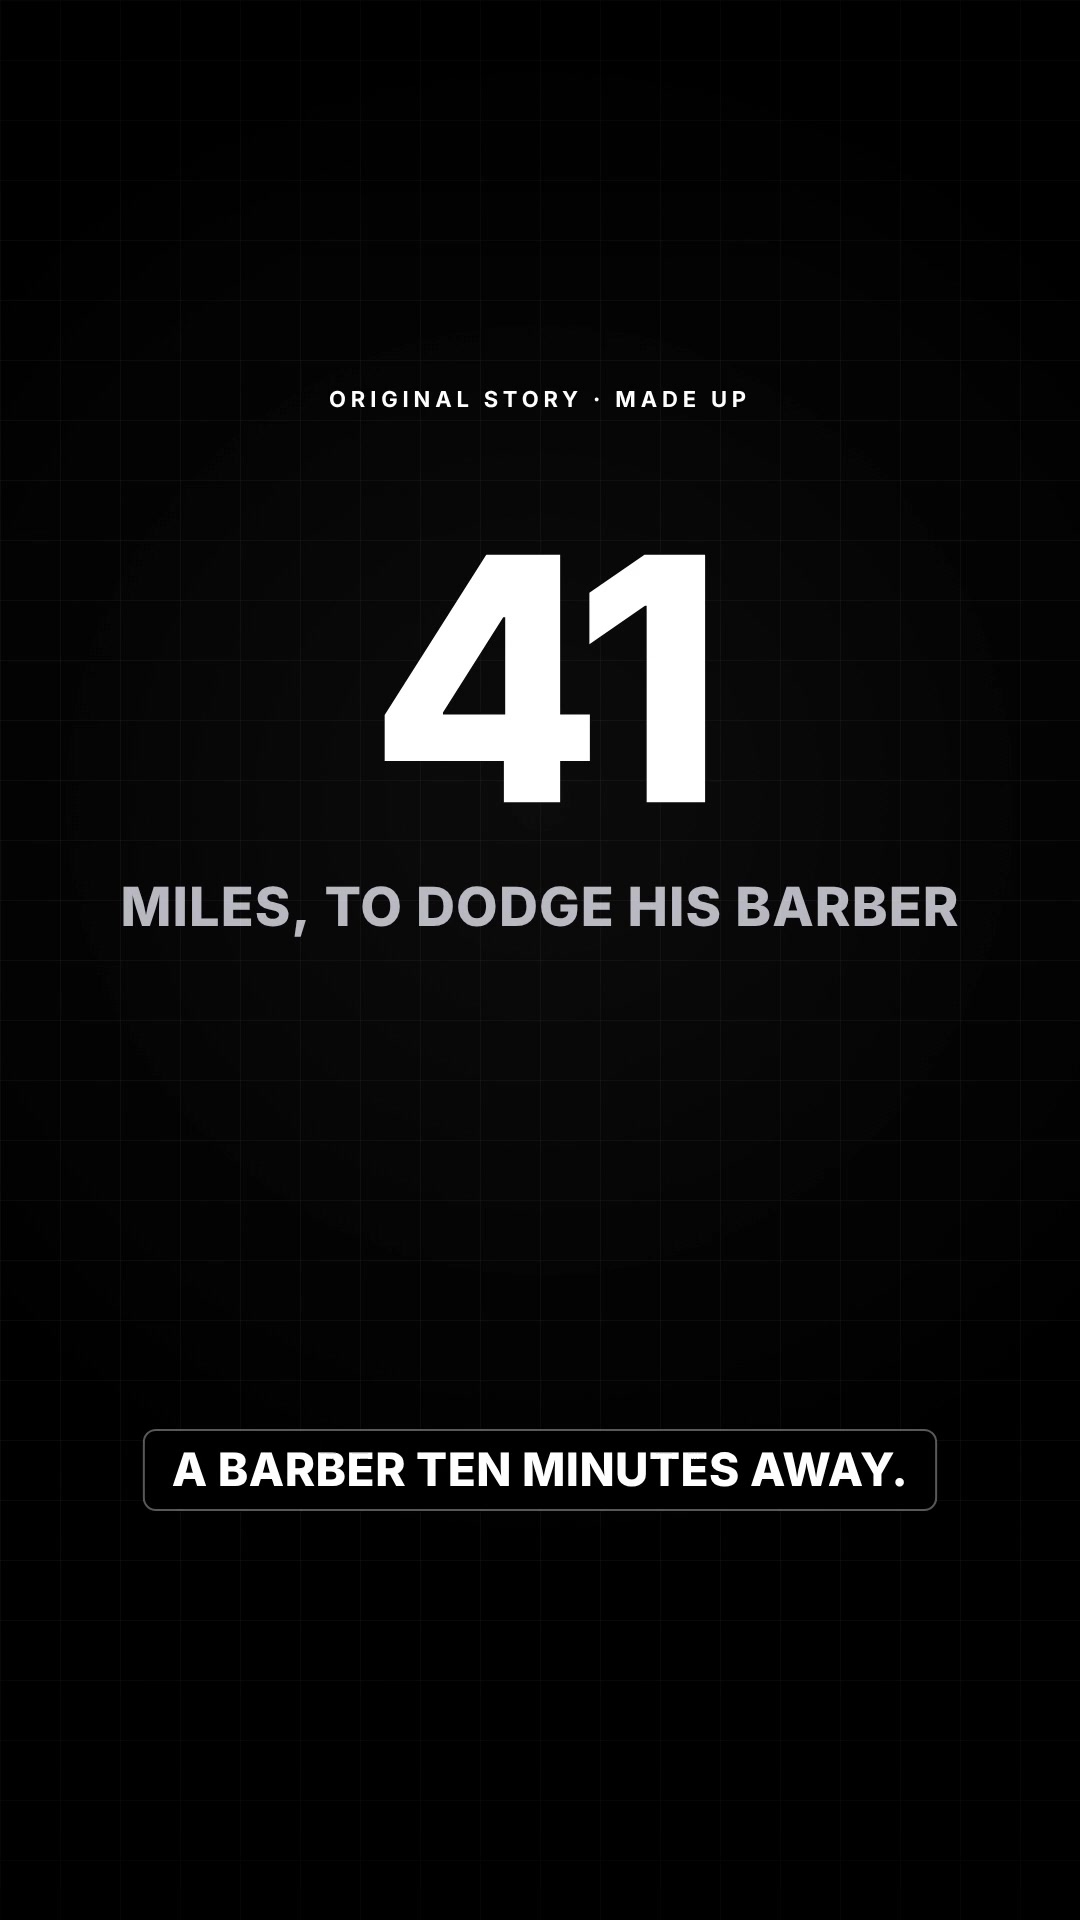 ORIGINAL STORY · MADE UP
41
MILES, TO DODGE HIS BARBER
A BARBER TEN MINUTES AWAY.